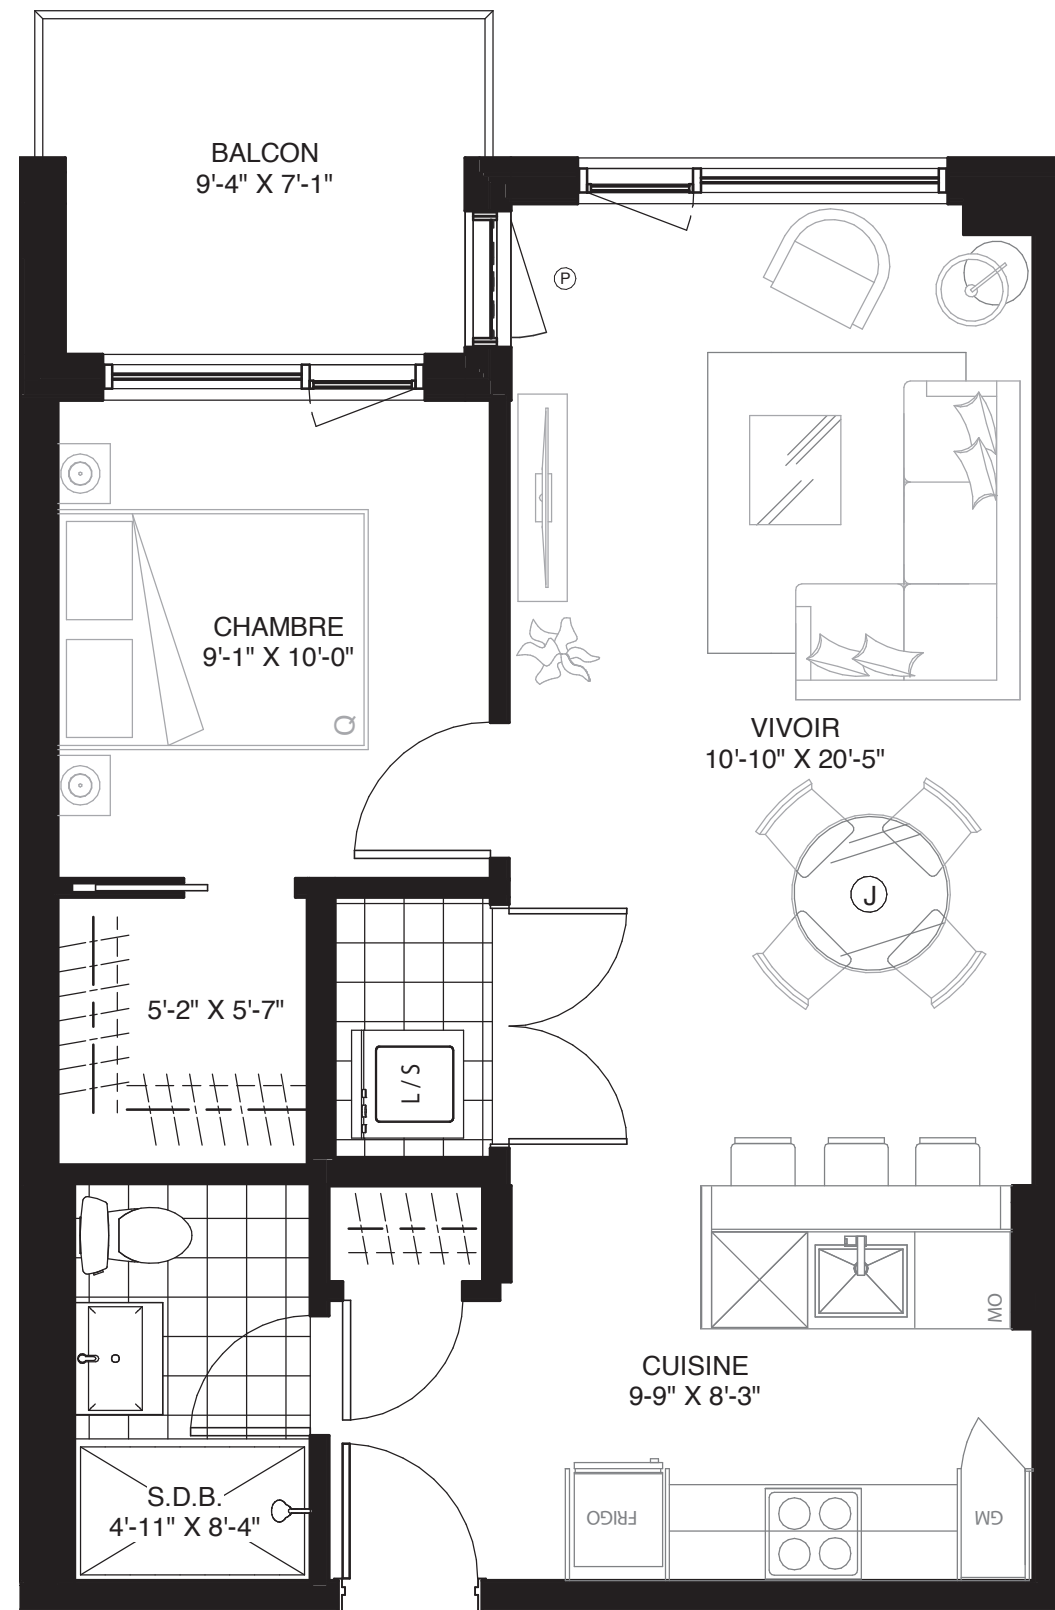 BALCON
9'-4" X 7'-1"
P
CHAMBRE
9'-1" X 10'-0"
Q
VIVOIR
10'-10" X 20'-5"
J
5'-2" X 5'-7"
L/S
MO
CUISINE
9-9" X 8'-3"
S.D.B.
4'-11" X 8'-4"
FRIGO
GM